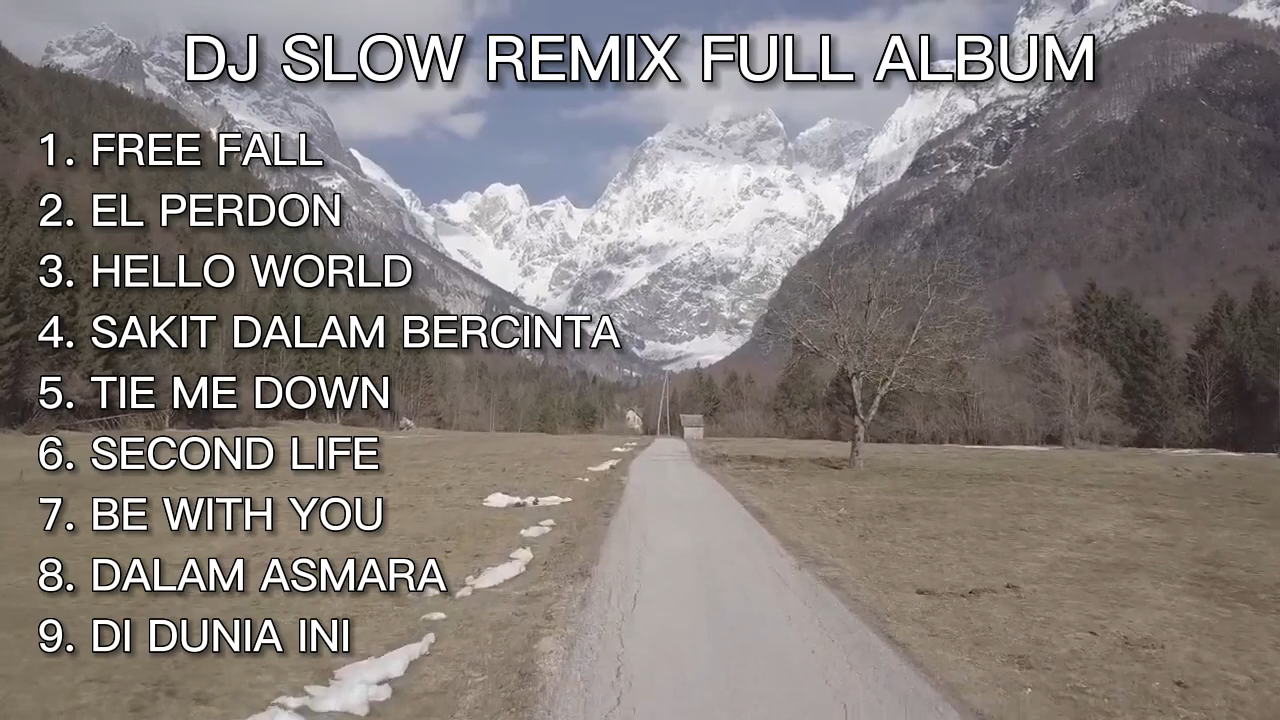 DJ SLOW REMIX FULL ALBUM
1. FREE FALL
2. EL PERDON
3. HELLO WORLD
4. SAKIT DALAM BERCINTA
5. TIE ME DOWN
6. SECOND LIFE
7. BE WITH YOU
8. DALAM ASMARA
9. DI DUNIA INI